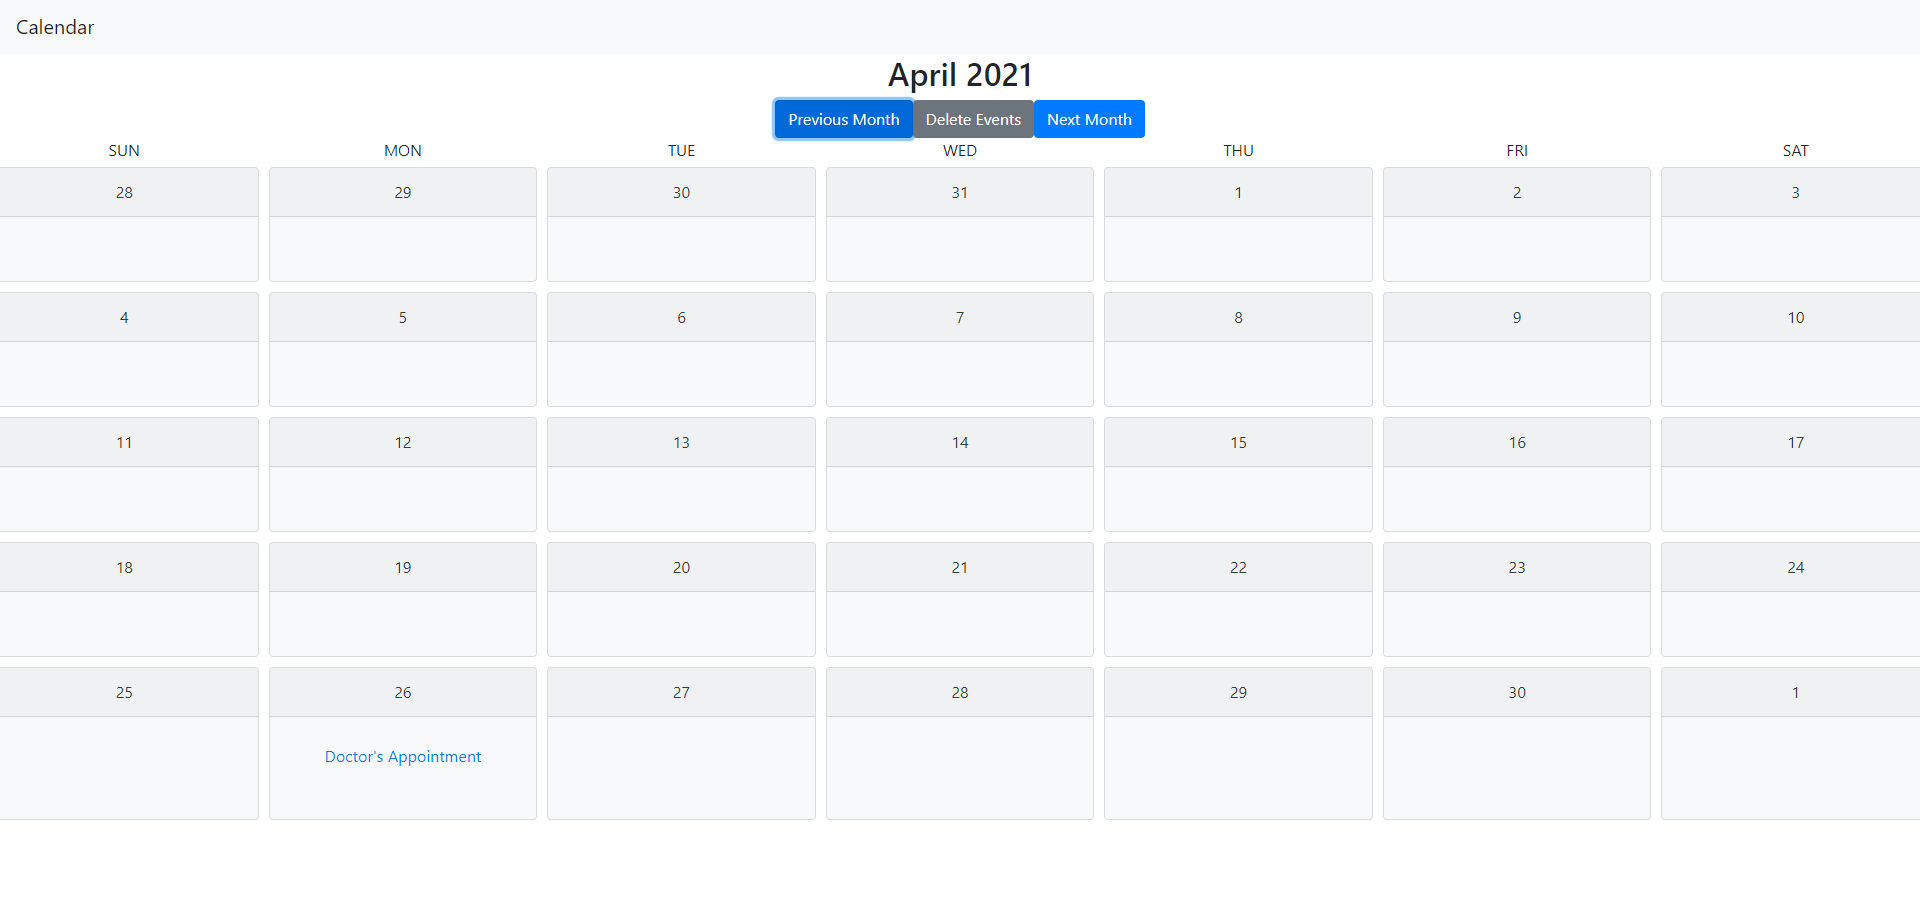 Calendar
April 2021
Previous Month Delete Events Next Month
SUN MON TUE WED THU FRI SAT
28 29 30 31 1 2 3
4 5 6 7 8 9 10
11 12 13 14 15 16 17
18 19 20 21 22 23 24
25 26 27 28 29 30 1
Doctor's Appointment